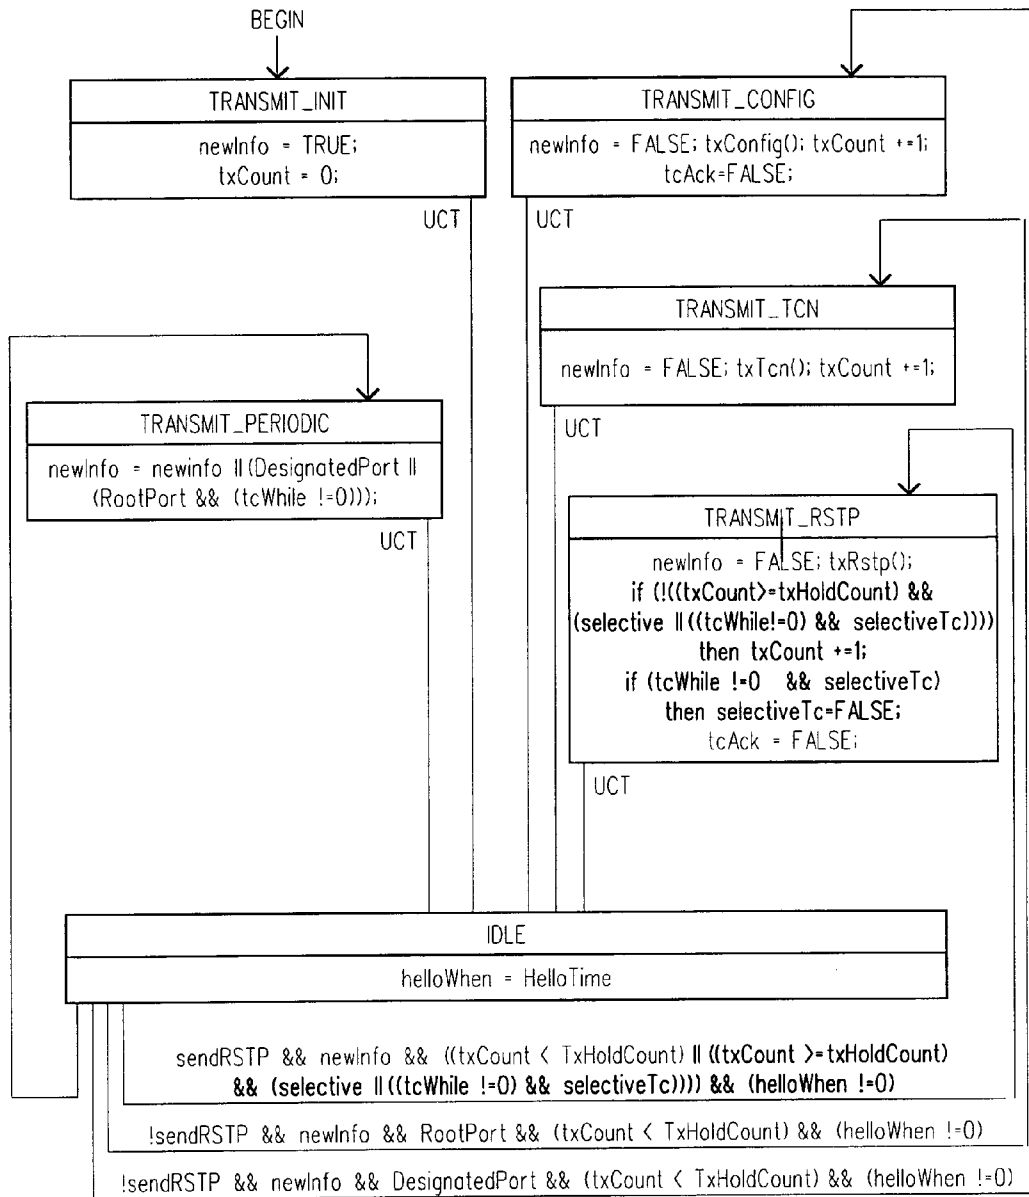 BEGIN
TRANSMIT_INIT
newInfo = TRUE;
txCount = 0;
UCT
TRANSMIT_CONFIG
newInfo = FALSE; txConfig(); txCount +=1;
tcAck=FALSE;
UCT
TRANSMIT_TCN
newInfo = FALSE; txTcn(); txCount +=1;
UCT
TRANSMIT_PERIODIC
newInfo = newinfo || (DesignatedPort ||
(RootPort && (tcWhile !=0)));
UCT
TRANSMIT_RSTP
newInfo = FALSE; txRstp();
if (!((txCount>=txHoldCount) &&
(selective || ((tcWhile!=0) && selectiveTc))))
then txCount +=1;
if (tcWhile !=0 && selectiveTc)
then selectiveTc=FALSE;
tcAck = FALSE;
UCT
IDLE
helloWhen = HelloTime
sendRSTP && newInfo && ((txCount < TxHoldCount) || ((txCount >=txHoldCount)
&& (selective || ((tcWhile !=0) && selectiveTc)))) && (helloWhen !=0)
!sendRSTP && newInfo && RootPort && (txCount < TxHoldCount) && (helloWhen !=0)
!sendRSTP && newInfo && DesignatedPort && (txCount < TxHoldCount) && (helloWhen !=0)